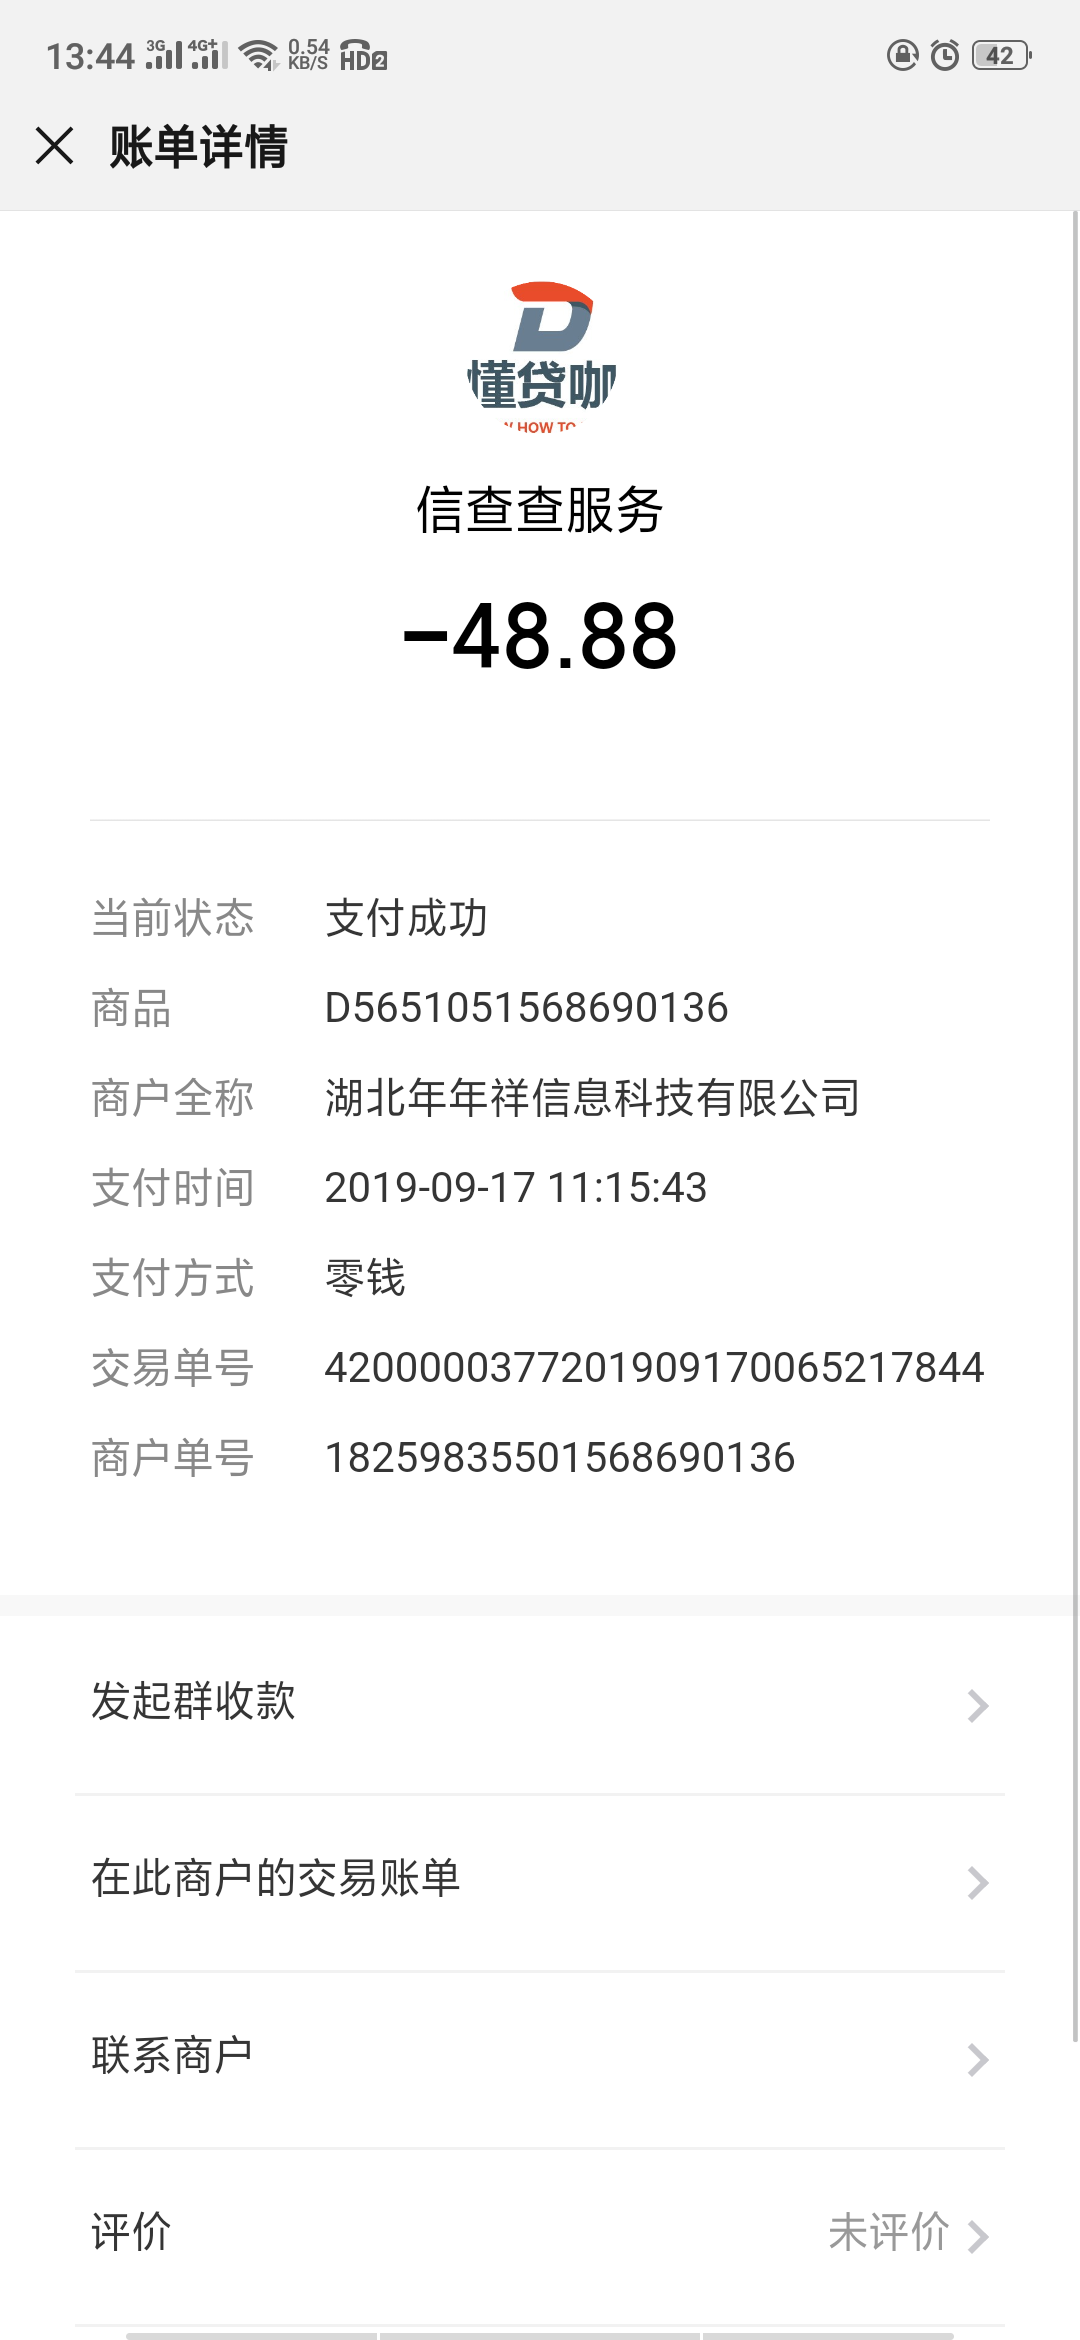 13:44 3G 4G+ 0.54 KB/S HD2 42
账单详情
懂贷咖
HOW TO
信查查服务
-48.88
当前状态 支付成功
商品 D5651051568690136
商户全称 湖北年年祥信息科技有限公司
支付时间 2019-09-17 11:15:43
支付方式 零钱
交易单号 4200000377201909170065217844
商户单号 18259835501568690136
发起群收款
在此商户的交易账单
联系商户
评价 未评价